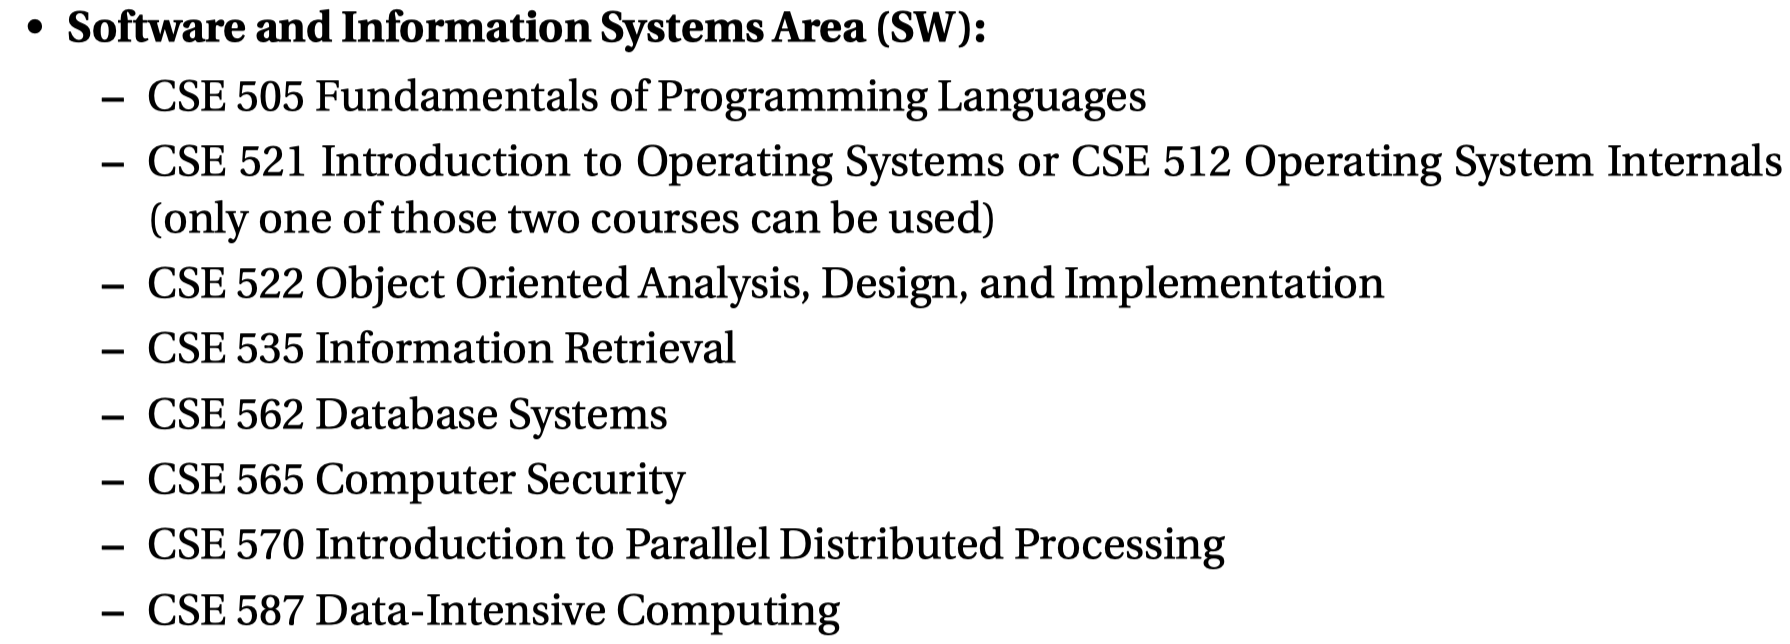 • Software and Information Systems Area (SW):
– CSE 505 Fundamentals of Programming Languages
– CSE 521 Introduction to Operating Systems or CSE 512 Operating System Internals
(only one of those two courses can be used)
– CSE 522 Object Oriented Analysis, Design, and Implementation
– CSE 535 Information Retrieval
– CSE 562 Database Systems
– CSE 565 Computer Security
– CSE 570 Introduction to Parallel Distributed Processing
– CSE 587 Data-Intensive Computing